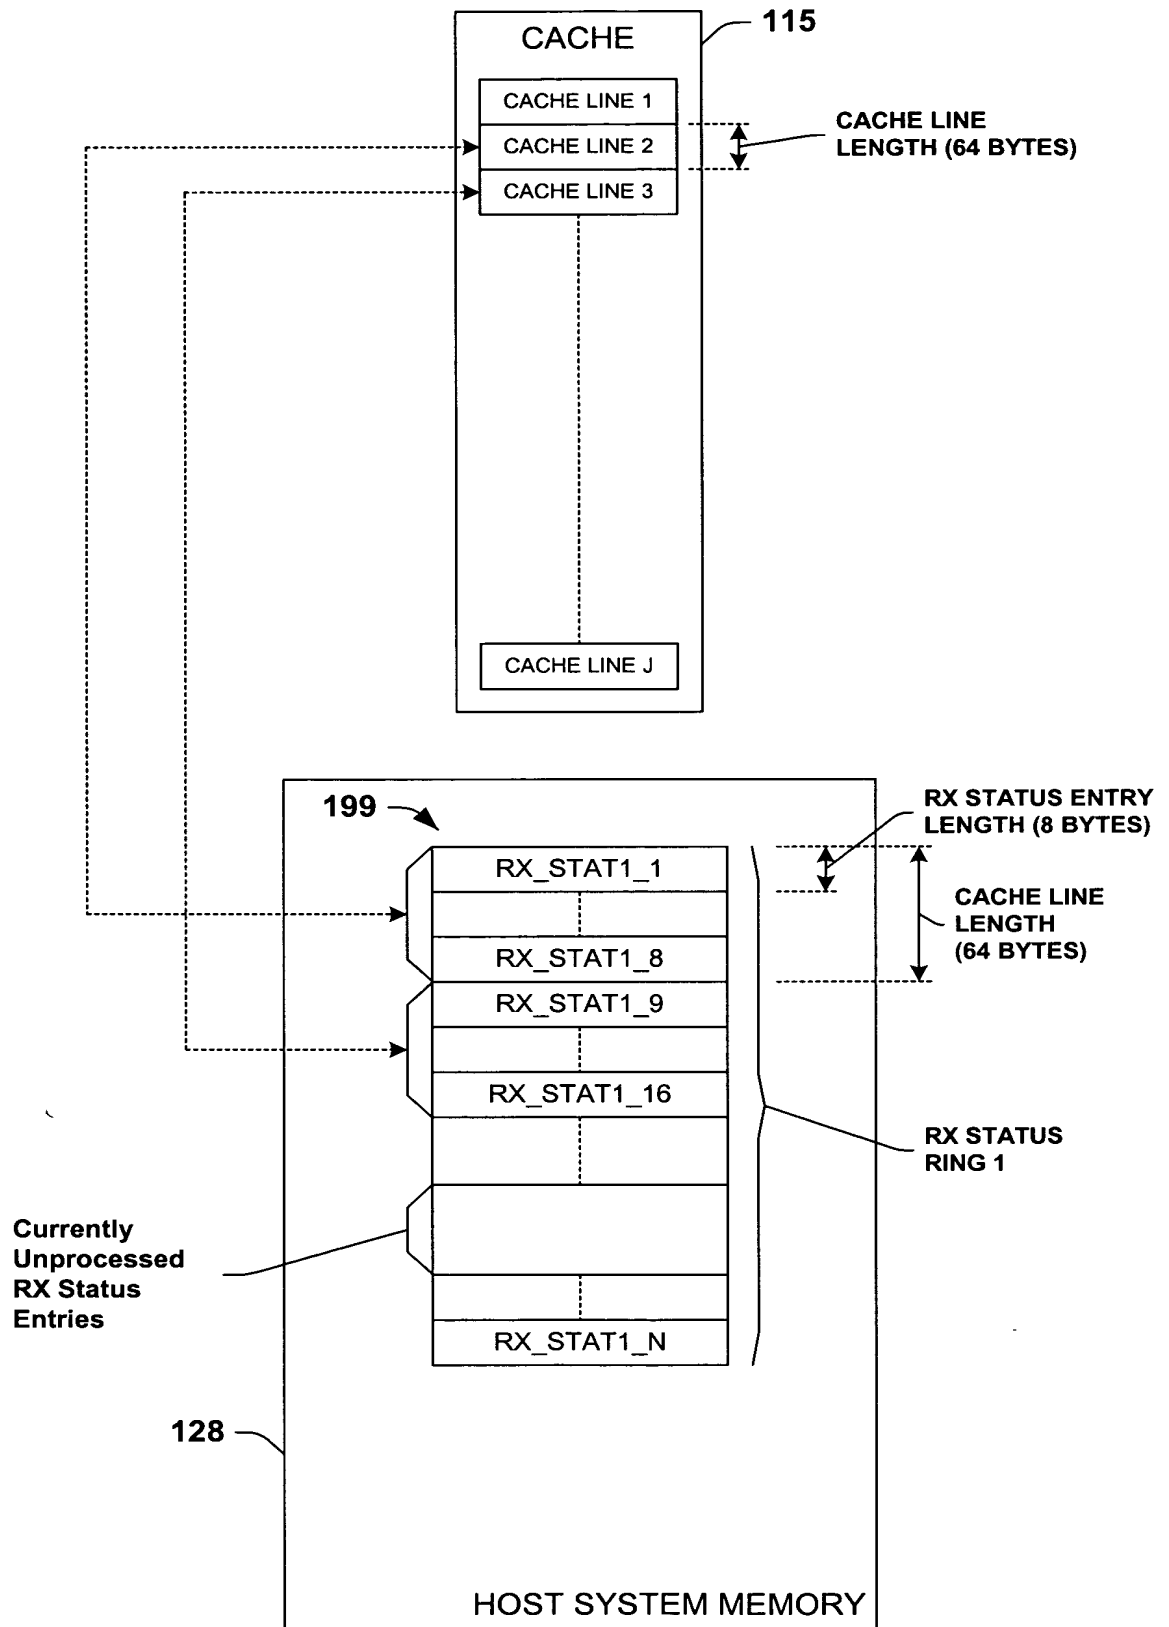 115
CACHE
CACHE LINE 1
CACHE LINE 2
CACHE LINE 3
CACHE LINE
LENGTH (64 BYTES)
CACHE LINE J
199
RX STATUS ENTRY
LENGTH (8 BYTES)
RX_STAT1_1
CACHE LINE
LENGTH
(64 BYTES)
RX_STAT1_8
RX_STAT1_9
RX_STAT1_16
RX STATUS
RING 1
Currently
Unprocessed
RX Status
Entries
RX_STAT1_N
128
HOST SYSTEM MEMORY